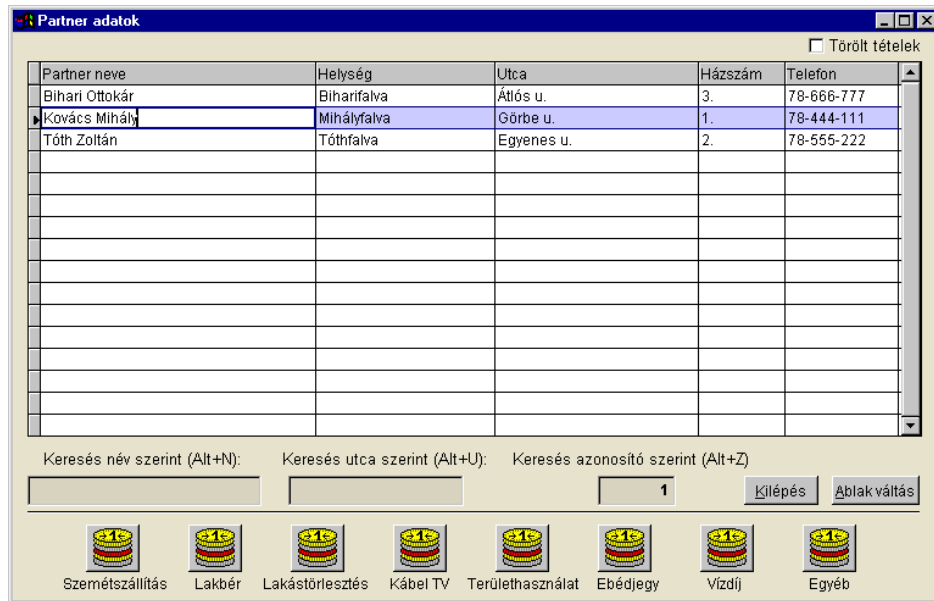 Partner adatok
Törölt tételek
Partner neve Helység Utca Házszám Telefon
Bihari Ottokár Biharifalva Átlós u. 3. 78-666-777
Kovács Mihály Mihályfalva Görbe u. 1. 78-444-111
Tóth Zoltán Tóthfalva Egyenes u. 2. 78-555-222
Keresés név szerint (Alt+N): Keresés utca szerint (Alt+U): Keresés azonosító szerint (Alt+Z)
1 Kilépés Ablak váltás
Szemétszállítás Lakbér Lakástörlesztés Kábel TV Területhasználat Ebédjegy Vízdíj Egyéb